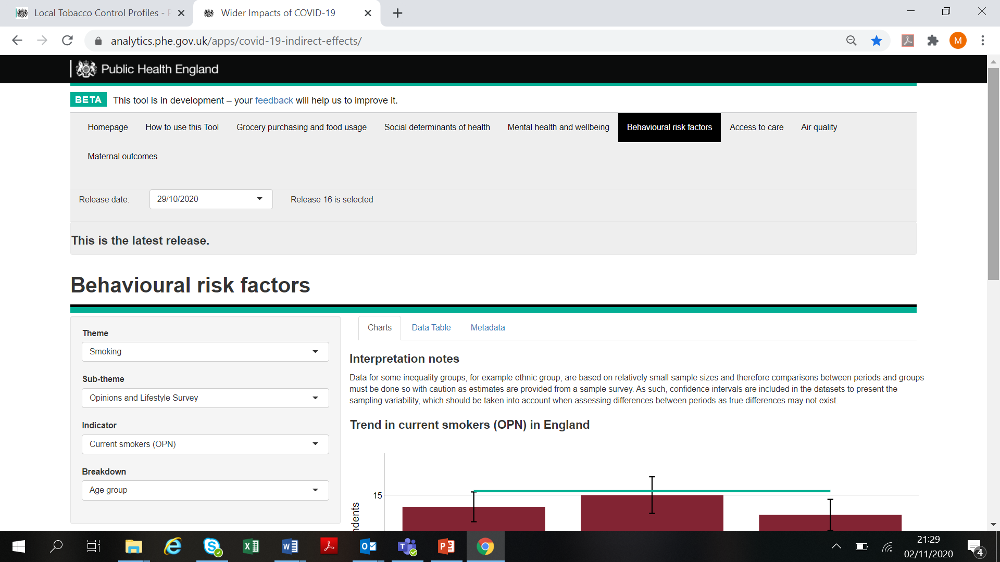 Local Tobacco Control Profiles -
Wider Impacts of COVID-19
analytics.phe.gov.uk/apps/covid-19-indirect-effects/
M
Public Health England
BETA This tool is in development – your feedback will help us to improve it.
Homepage How to use this Tool Grocery purchasing and food usage Social determinants of health Mental health and wellbeing Behavioural risk factors Access to care Air quality
Maternal outcomes
Release date: 29/10/2020 Release 16 is selected
This is the latest release.
Behavioural risk factors
Theme
Smoking
Sub-theme
Opinions and Lifestyle Survey
Indicator
Current smokers (OPN)
Breakdown
Age group
Charts Data Table Metadata
Interpretation notes
Data for some inequality groups, for example ethnic group, are based on relatively small sample sizes and therefore comparisons between periods and groups
must be done so with caution as estimates are provided from a sample survey. As such, confidence intervals are included in the datasets to present the
sampling variability, which should be taken into account when assessing differences between periods as true differences may not exist.
Trend in current smokers (OPN) in England
15
ndents
21:29
02/11/2020
4